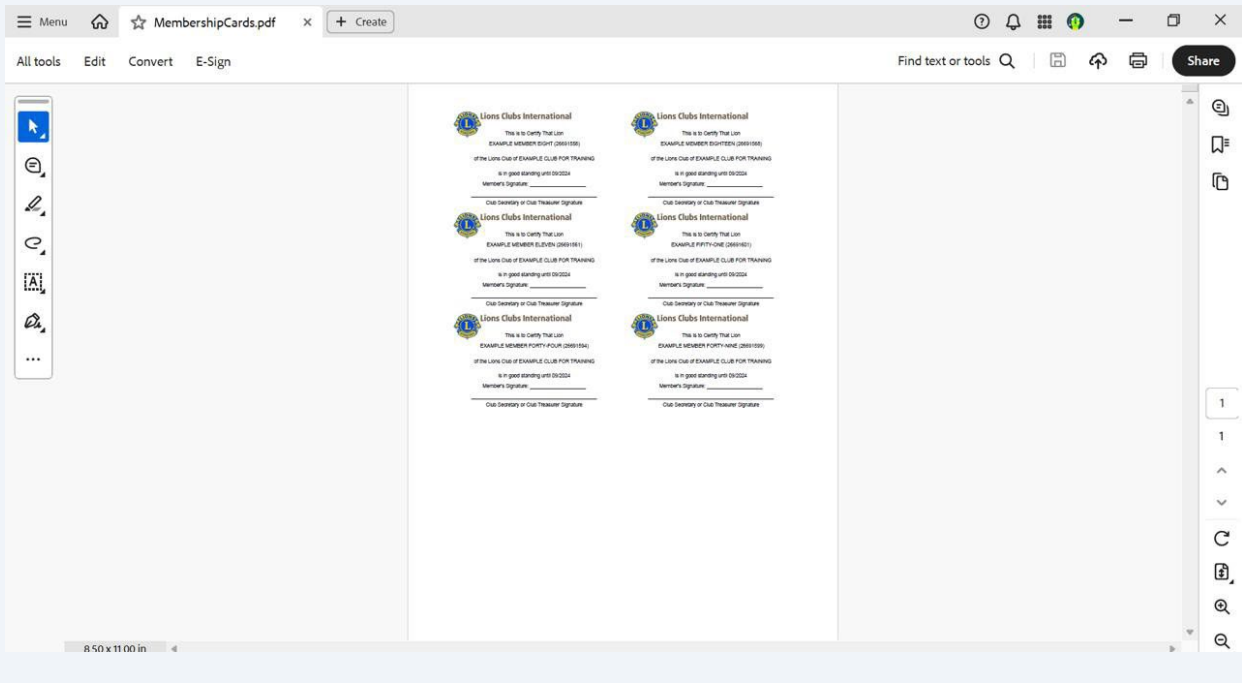 Menu
MembershipCards.pdf
+ Create
All tools
Edit
Convert
E-Sign
Find text or tools
Share
Lions Clubs International
This is to Certify That Lion
EXAMPLE MEMBER EIGHT (26691558)
of the Lions Club of EXAMPLE CLUB FOR TRAINING
is in good standing until 09/2024
Member's Signature:
Club Secretary or Club Treasurer Signature
Lions Clubs International
This is to Certify That Lion
EXAMPLE MEMBER EIGHTEEN (26691568)
of the Lions Club of EXAMPLE CLUB FOR TRAINING
is in good standing until 09/2024
Member's Signature:
Club Secretary or Club Treasurer Signature
Lions Clubs International
This is to Certify That Lion
EXAMPLE MEMBER ELEVEN (26691561)
of the Lions Club of EXAMPLE CLUB FOR TRAINING
is in good standing until 09/2024
Member's Signature:
Club Secretary or Club Treasurer Signature
Lions Clubs International
This is to Certify That Lion
EXAMPLE FIFITY-ONE (26691601)
of the Lions Club of EXAMPLE CLUB FOR TRAINING
is in good standing until 09/2024
Member's Signature:
Club Secretary or Club Treasurer Signature
Lions Clubs International
This is to Certify That Lion
EXAMPLE MEMBER FORTY-FOUR (26691594)
of the Lions Club of EXAMPLE CLUB FOR TRAINING
is in good standing until 09/2024
Member's Signature:
Club Secretary or Club Treasurer Signature
Lions Clubs International
This is to Certify That Lion
EXAMPLE MEMBER FORTY-NINE (26691599)
of the Lions Club of EXAMPLE CLUB FOR TRAINING
is in good standing until 09/2024
Member's Signature:
Club Secretary or Club Treasurer Signature
1
1
8.50 x 11.00 in